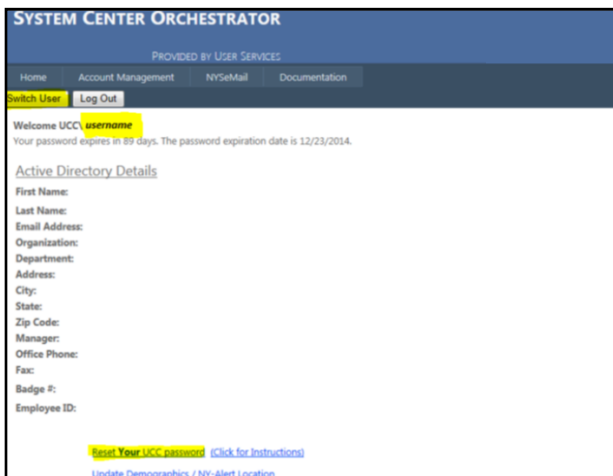 SYSTEM CENTER ORCHESTRATOR
PROVIDED BY USER SERVICES
Home Account Management NYSeMail Documentation
Switch User Log Out
Welcome UCC\username
Your password expires in 89 days. The password expiration date is 12/23/2014.
Active Directory Details
First Name:
Last Name:
Email Address:
Organization:
Department:
Address:
City:
State:
Zip Code:
Manager:
Office Phone:
Fax:
Badge #:
Employee ID:
Reset Your UCC password (Click for Instructions)
Update Demographics / NY-Alert Location